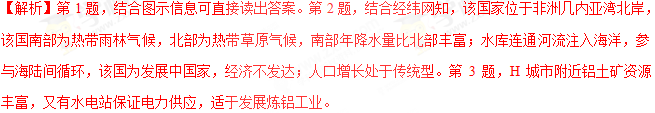 【解析】第 1 题，结合图示信息可直接读出答案。第 2 题，结合经纬网知，该国家位于非洲几内亚湾北岸，
该国南部为热带雨林气候，北部为热带草原气候，南部年降水量比北部丰富；水库连通河流注入海洋，参
与海陆间循环，该国为发展中国家，经济不发达；人口增长处于传统型。第 3 题，H 城市附近铝土矿资源
丰富，又有水电站保证电力供应，适于发展炼铝工业。